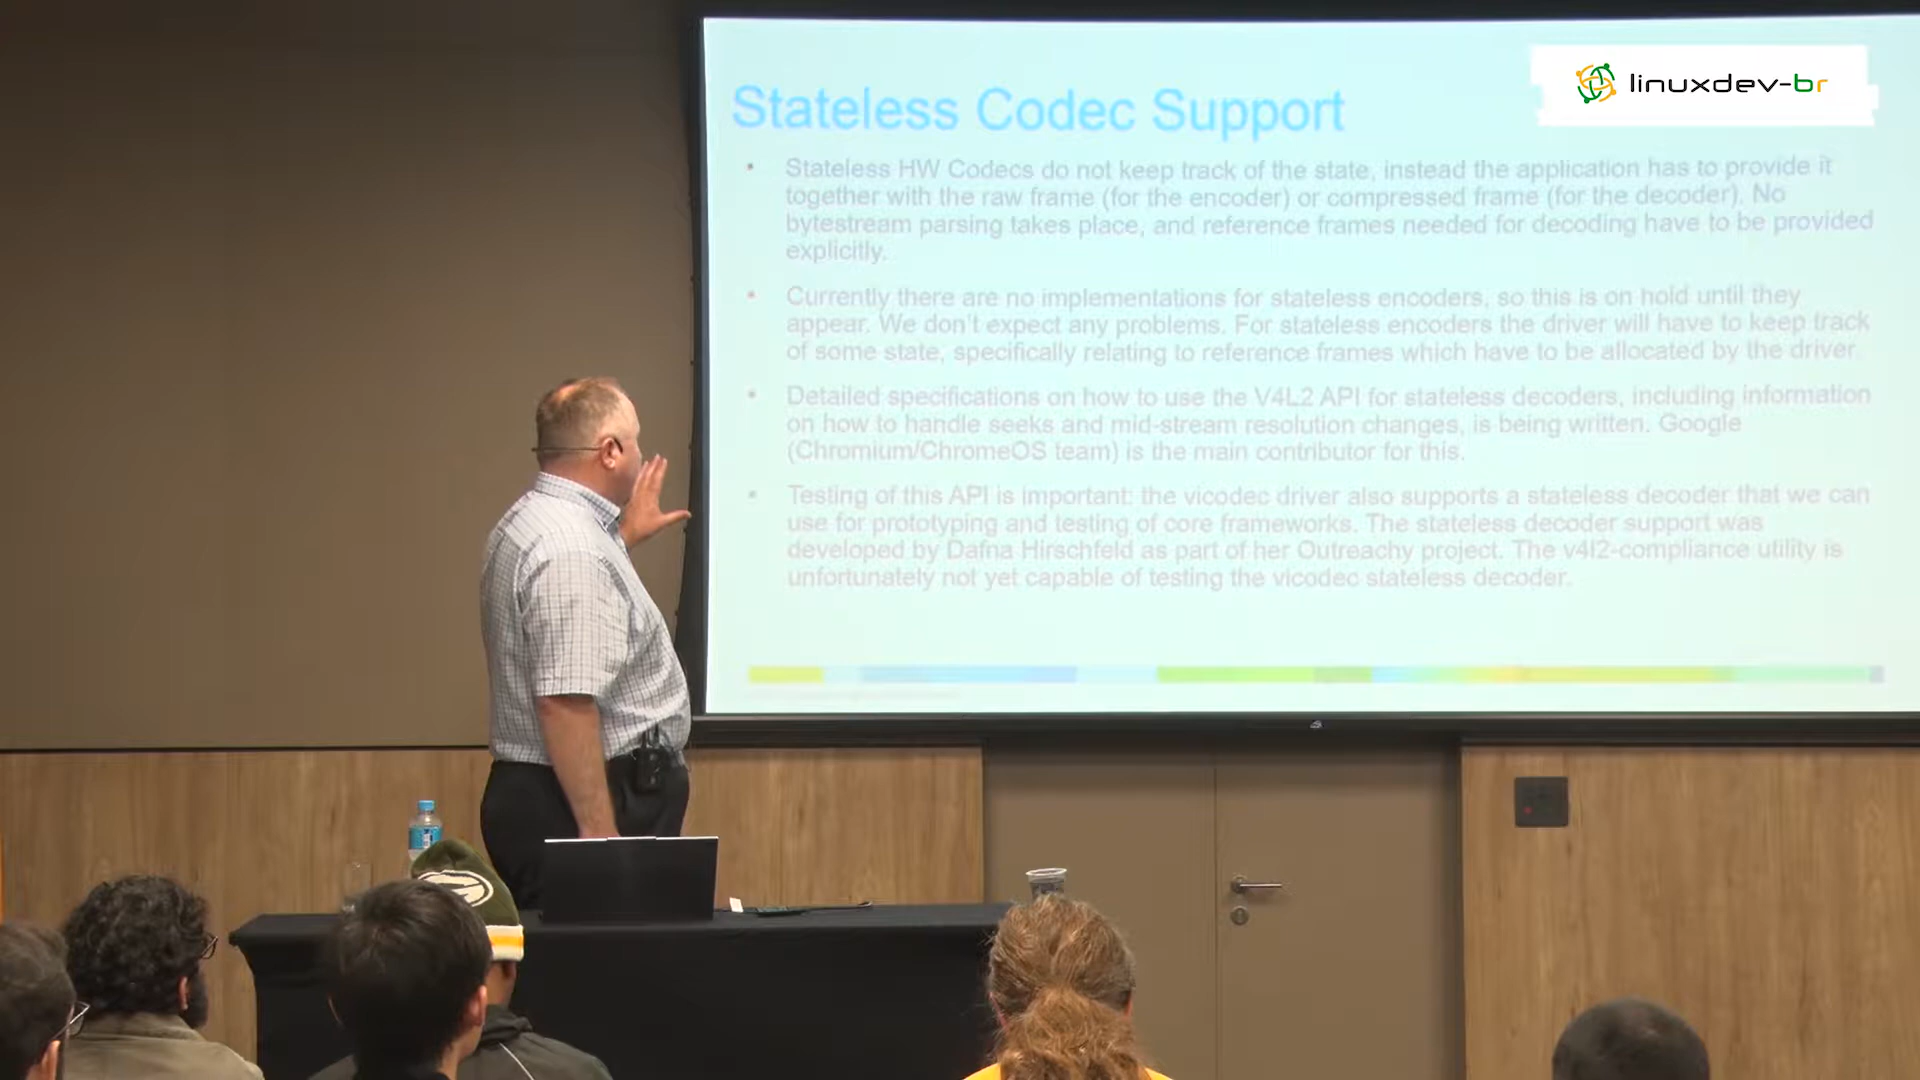 linuxdev-br
Stateless Codec Support
• Stateless HW Codecs do not keep track of the state, instead the application has to provide it
together with the raw frame (for the encoder) or compressed frame (for the decoder). No
bytestream parsing takes place, and reference frames needed for decoding have to be provided
explicitly.
• Currently there are no implementations for stateless encoders, so this is on hold until they
appear. We don't expect any problems. For stateless encoders the driver will have to keep track
of some state, specifically relating to reference frames which have to be allocated by the driver.
• Detailed specifications on how to use the V4L2 API for stateless decoders, including information
on how to handle seeks and mid-stream resolution changes, is being written. Google
(Chromium/ChromeOS team) is the main contributor for this.
• Testing of this API is important: the vicodec driver also supports a stateless decoder that we can
use for prototyping and testing of core frameworks. The stateless decoder support was
developed by Dafna Hirschfeld as part of her Outreachy project. The v4l2-compliance utility is
unfortunately not yet capable of testing the vicodec stateless decoder.